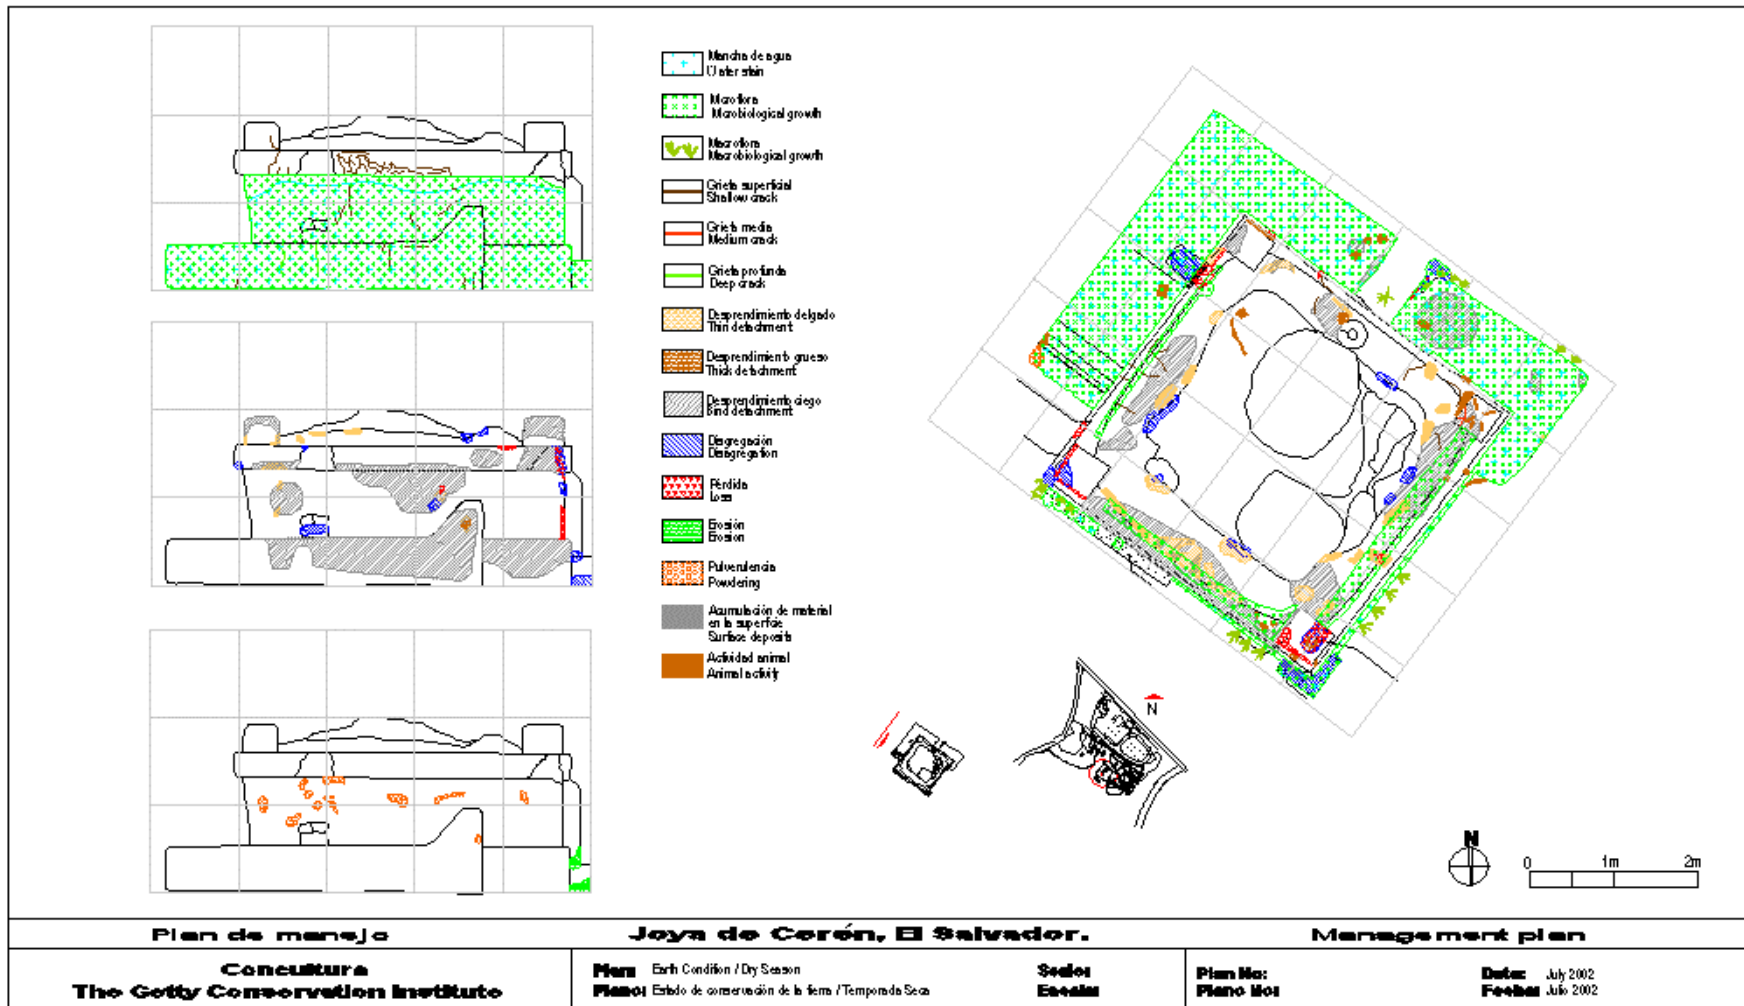 Mancha de agua
Water stain
Microflora
Microbiological growth
Macroflora
Macrobiological growth
Grieta superficial
Shallow crack
Grieta media
Medium crack
Grieta profunda
Deep crack
Desprendimiento delgado
Thin detachment
Desprendimiento grueso
Thick detachment
Desprendimiento ciego
Blind detachment
Disgregación
Disaggregation
Pérdida
Loss
Erosión
Erosion
Pulverulencia
Powdering
Acumulación de material
en la superficie
Surface deposits
Actividad animal
Animal activity
N
N
0 1m 2m
Plan de manejo
Joya de Cerén, El Salvador.
Management plan
Concultura
The Getty Conservation Institute
Plan: Earth Condition / Dry Season
Plano: Estado de conservación de la tierra / Temporada Seca
Scale:
Escala:
Plan No:
Plano No:
Date: July 2002
Fecha: Julio 2002